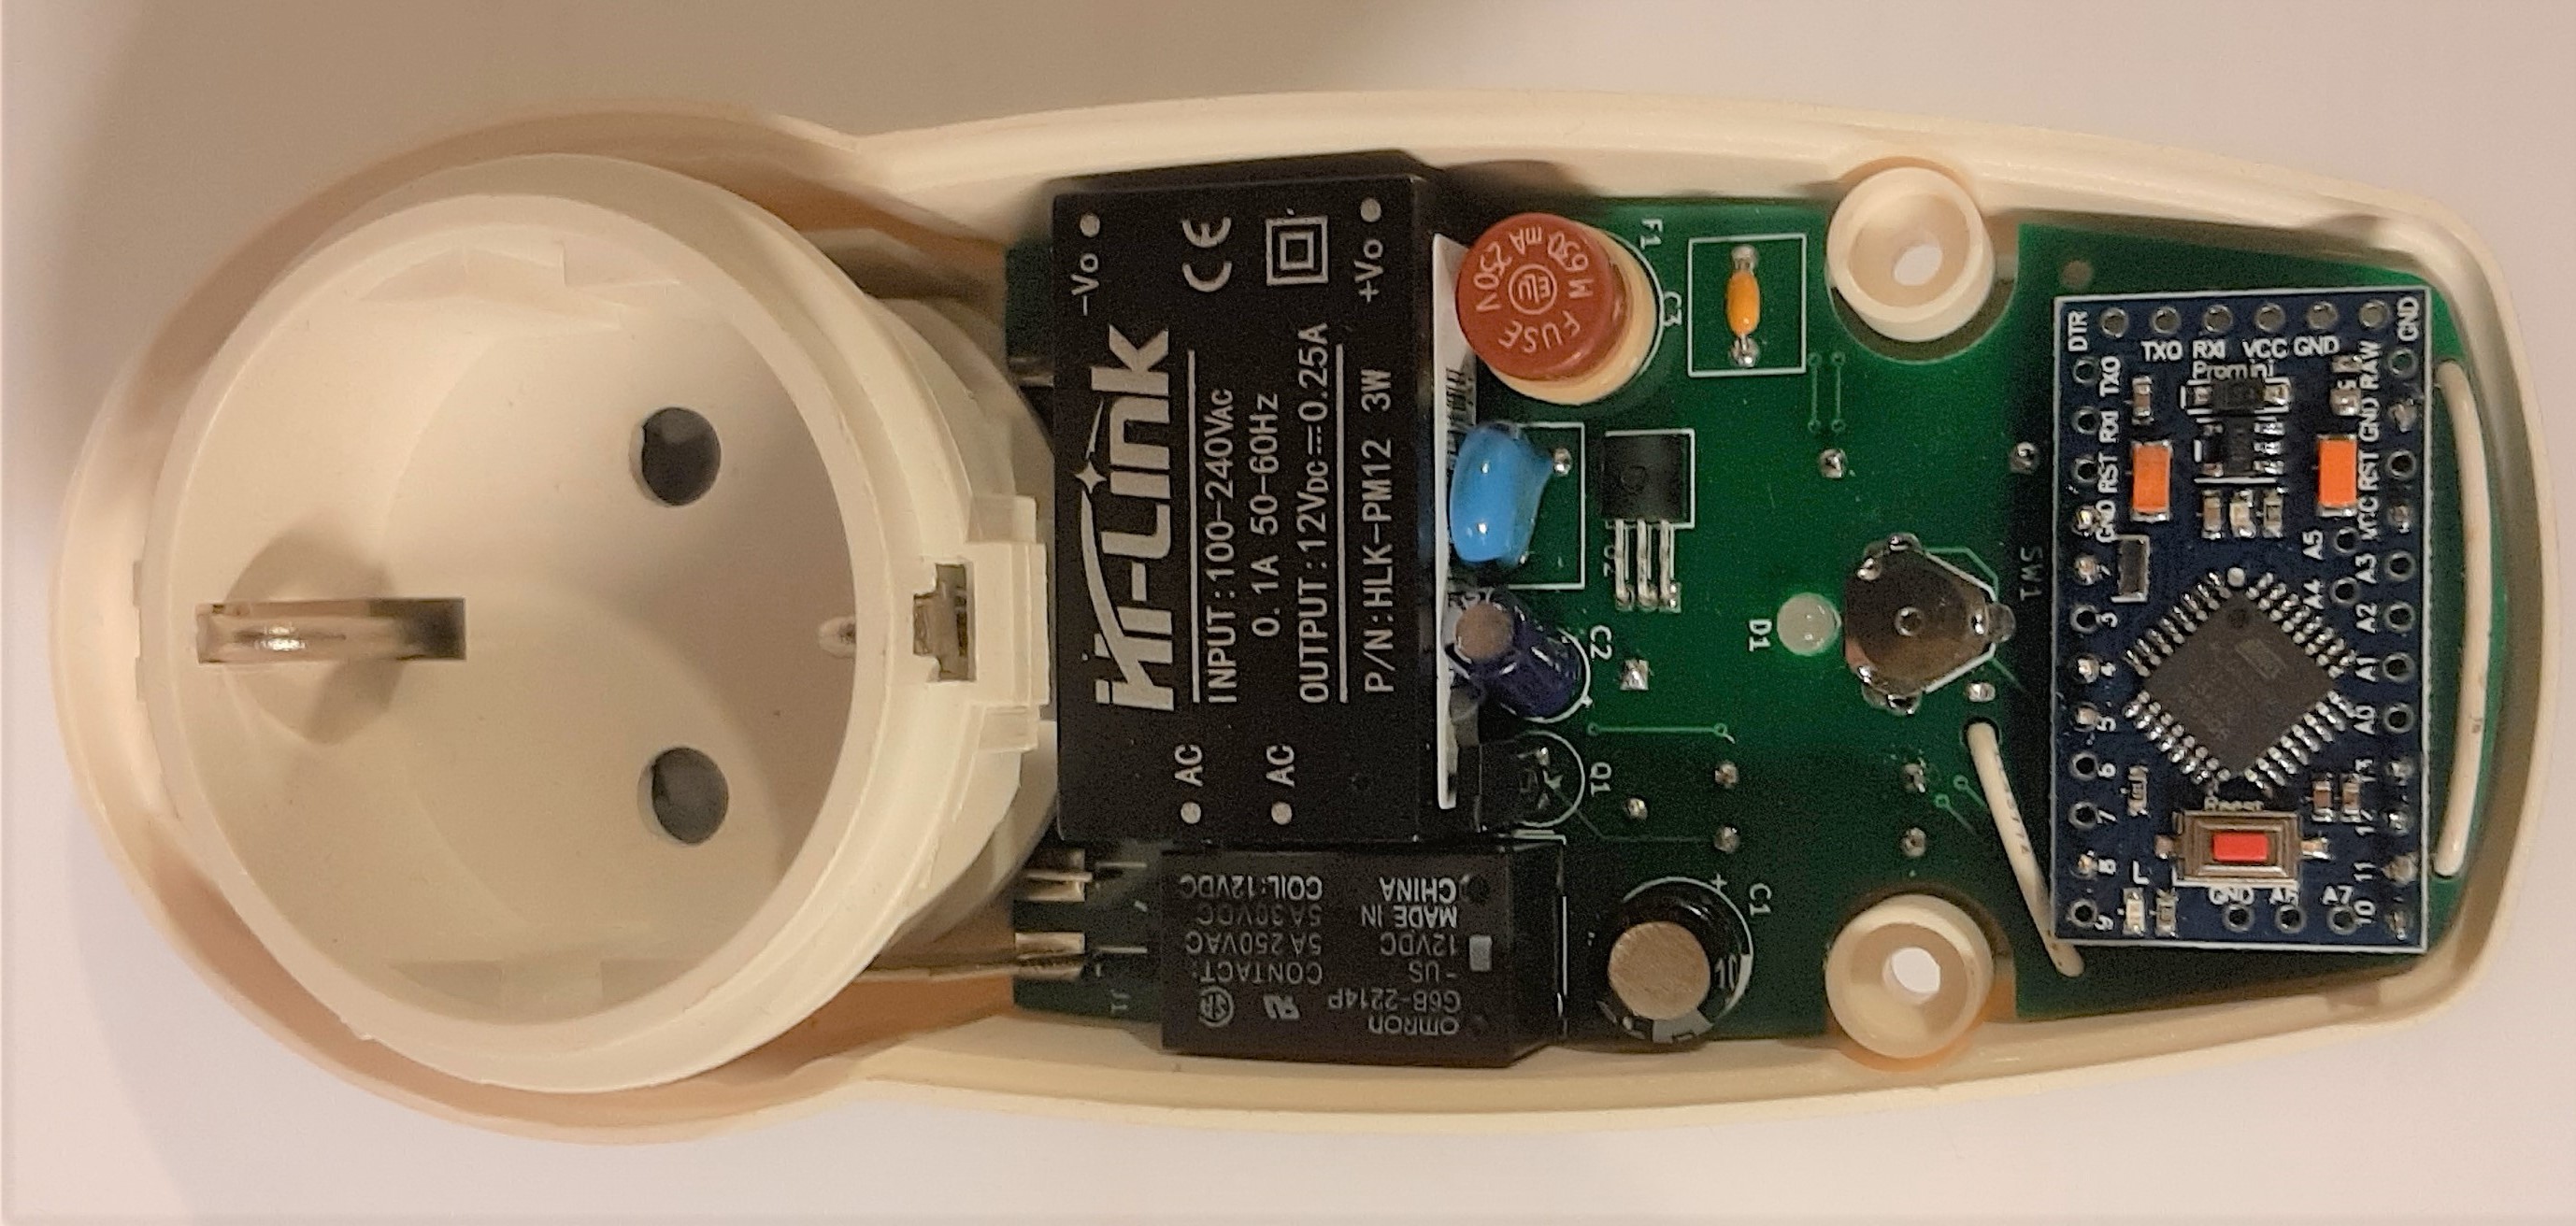 -Vo
+Vo
Hi-Link
INPUT:100-240VAC
0.1A 50-60Hz
OUTPUT:12VDC⎓0.25A
P/N:HLK-PM12 3W
AC
AC
FUSE
W 630 mA 250V
F1
C3
C2
Q1
C1
D1
SW1
J1
OMRON
G6B-2214P
-US
12VDC
MADE IN
CHINA
CONTACT:
5A 250VAC
5A 30VDC
COIL:12VDC
DTR
TXO RXI VCC GND
GND
Promini
TXO
RXI
RST
GND
2
3
4
5
6
7
8
9
RAW
GND
RST
VCC
A5
A4
A3
A2
A1
A0
13
12
11
10
Reset
L
GND
A6
A7